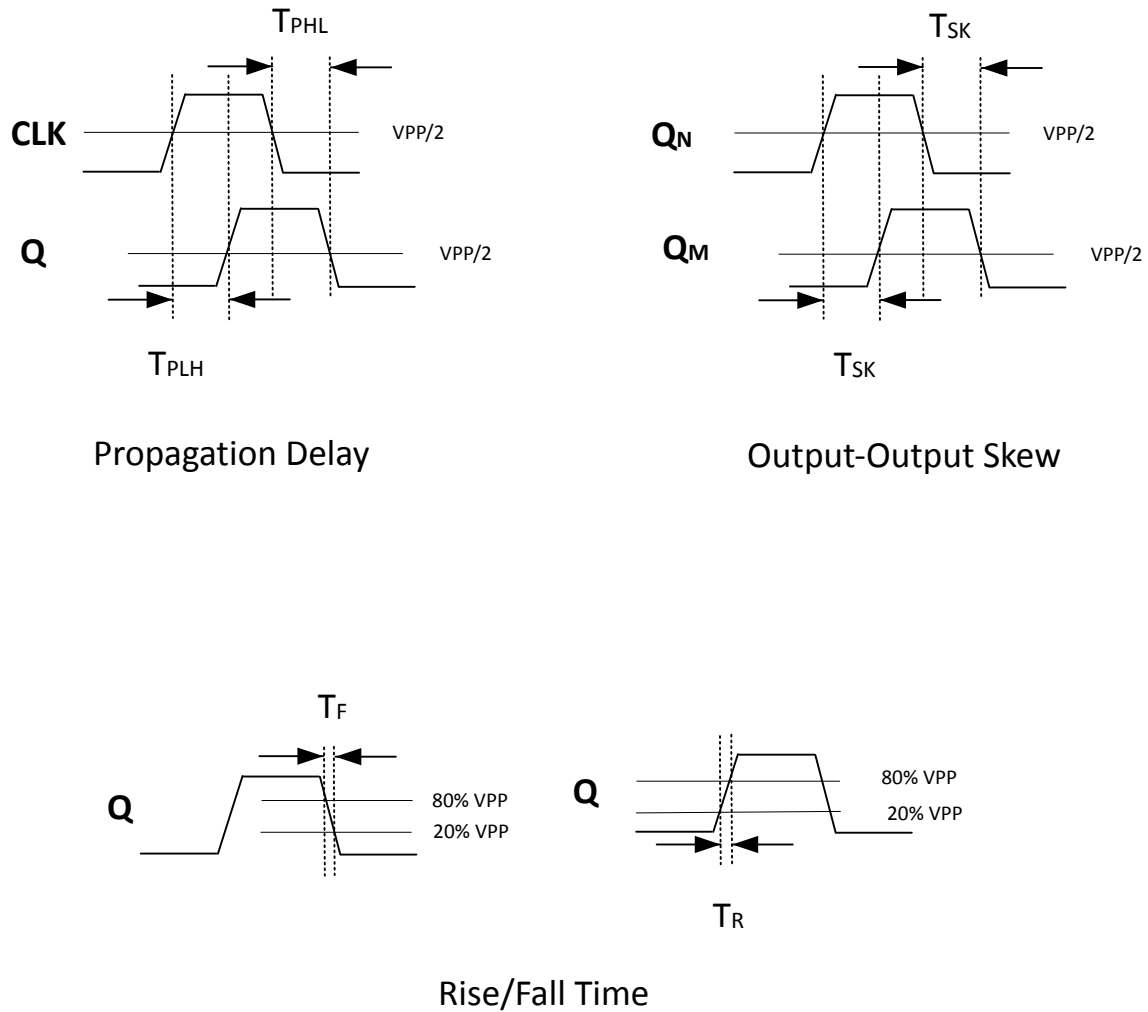 TPHL
CLK
VPP/2
Q
VPP/2
TPLH
Propagation Delay
TSK
QN
VPP/2
QM
VPP/2
TSK
Output-Output Skew
TF
Q
80% VPP
20% VPP
Q
80% VPP
20% VPP
TR
Rise/Fall Time